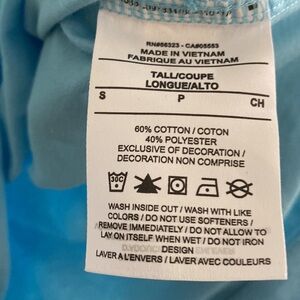 RN#56323 - CA#05553
MADE IN VIETNAM
FABRIQUE AU VIETNAM
TALL/COUPE
LONGUE/ALTO
S P CH
60% COTTON / COTON
40% POLYESTER
EXCLUSIVE OF DECORATION /
DECORATION NON COMPRISE
30C
WASH INSIDE OUT / WASH WITH LIKE
COLORS / DO NOT USE SOFTENERS /
REMOVE IMMEDIATELY / DO NOT ALLOW TO
LAY ON ITSELF WHEN WET / DO NOT IRON
DESIGN
LAVER A L'ENVERS / LAVER AVEC COULEURS